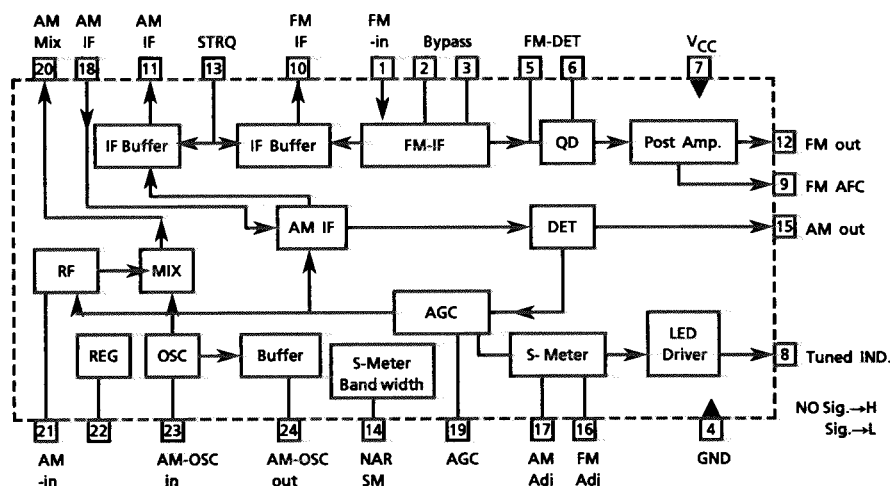 AM AM AM FM FM
Mix IF IF STRQ IF -in Bypass FM-DET VCC
20 18 11 13 10 1 2 3 5 6 7
IF Buffer IF Buffer FM-IF QD Post Amp. 12 FM out
9 FM AFC
AM IF DET 15 AM out
RF MIX
AGC
REG OSC Buffer S-Meter Band width S- Meter LED Driver 8 Tuned IND.
NO Sig.→H
Sig.→L
21 22 23 24 14 19 17 16 4
AM AM-OSC AM-OSC NAR AGC AM FM GND
-in in out SM Adj Adj